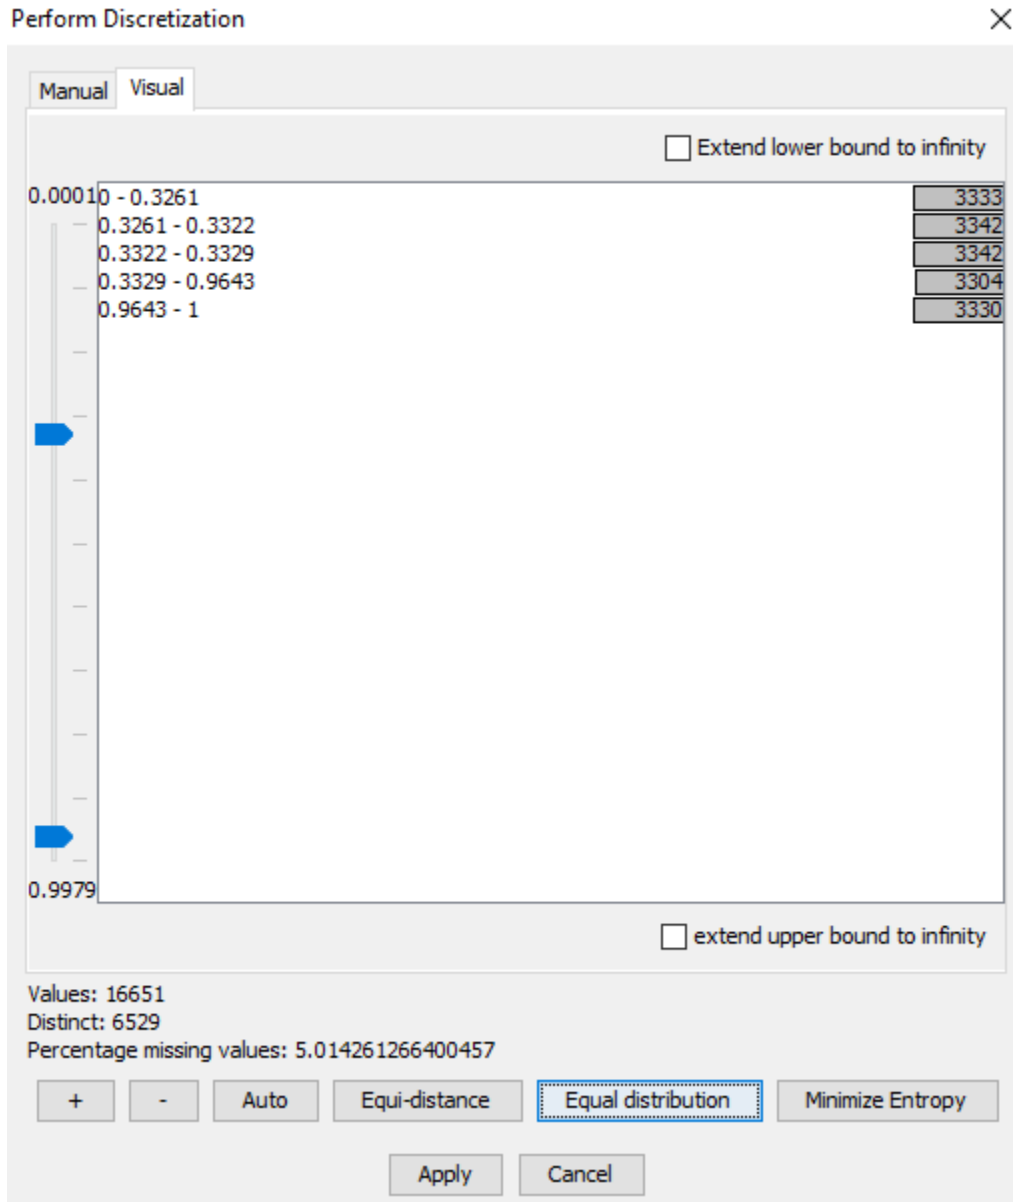 Perform Discretization
Manual Visual
Extend lower bound to infinity
0.0001
0 - 0.3261 3333
0.3261 - 0.3322 3342
0.3322 - 0.3329 3342
0.3329 - 0.9643 3304
0.9643 - 1 3330
0.9979
extend upper bound to infinity
Values: 16651
Distinct: 6529
Percentage missing values: 5.014261266400457
+ - Auto Equi-distance Equal distribution Minimize Entropy
Apply Cancel